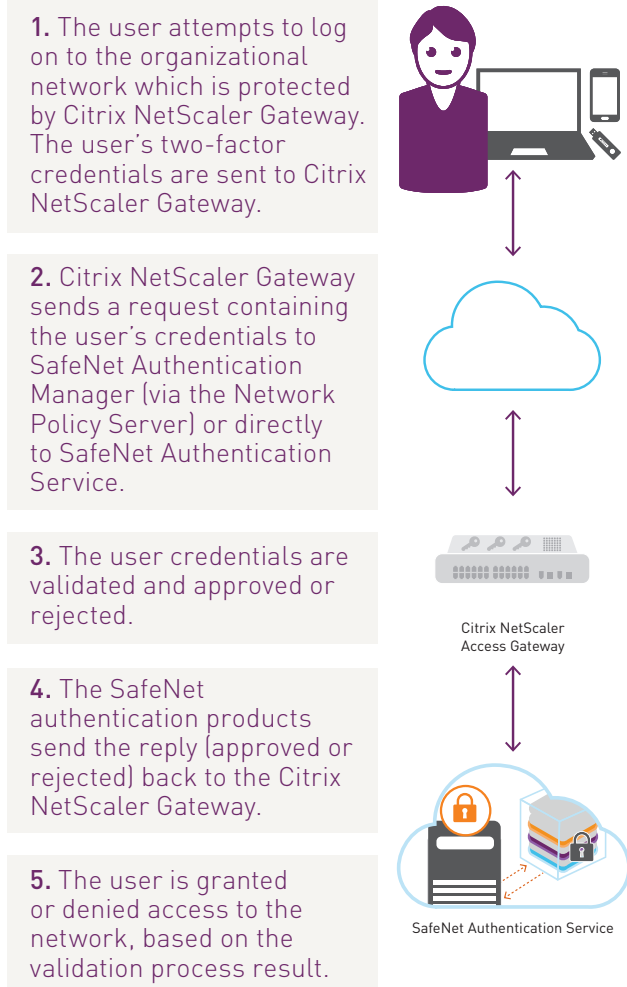 1. The user attempts to log
on to the organizational
network which is protected
by Citrix NetScaler Gateway.
The user's two-factor
credentials are sent to Citrix
NetScaler Gateway.
2. Citrix NetScaler Gateway
sends a request containing
the user's credentials to
SafeNet Authentication
Manager (via the Network
Policy Server) or directly
to SafeNet Authentication
Service.
3. The user credentials are
validated and approved or
rejected.
Citrix NetScaler
Access Gateway
4. The SafeNet
authentication products
send the reply (approved or
rejected) back to the Citrix
NetScaler Gateway.
5. The user is granted
or denied access to the
network, based on the
validation process result.
SafeNet Authentication Service